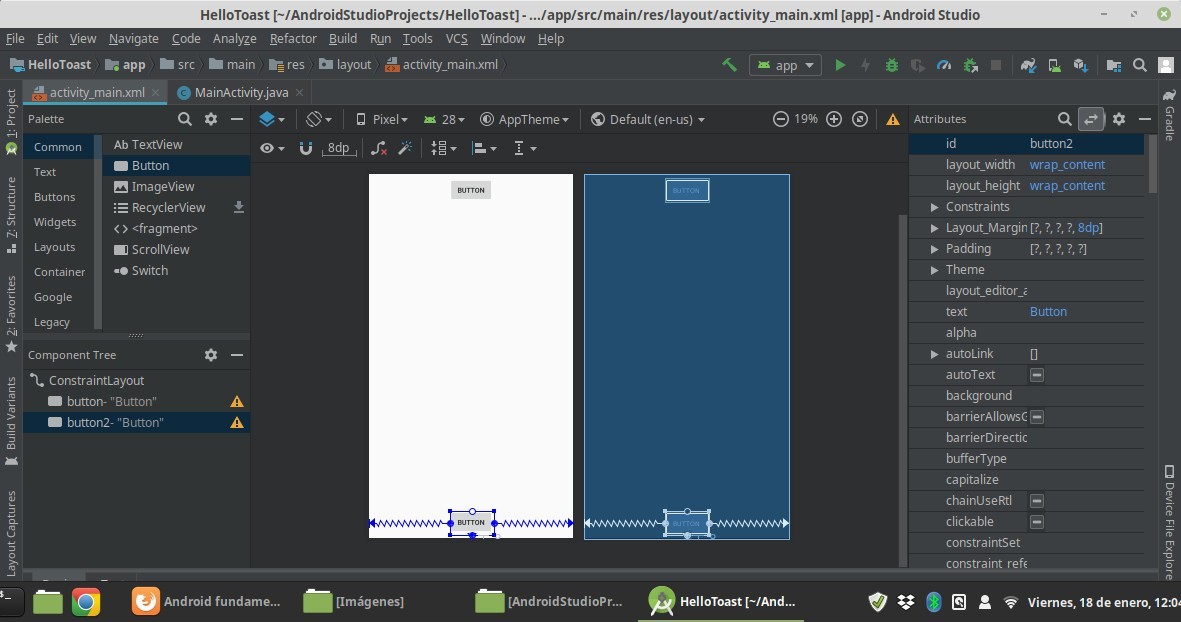 HelloToast [~/AndroidStudioProjects/HelloToast] - .../app/src/main/res/layout/activity_main.xml [app] - Android Studio
File Edit View Navigate Code Analyze Refactor Build Run Tools VCS Window Help
HelloToast app src main res layout activity_main.xml app
activity_main.xml MainActivity.java
1: Project
7: Structure
2: Favorites
Build Variants
Layout Captures
Palette
Common
Text
Buttons
Widgets
Layouts
Container
Google
Legacy
Ab TextView
Button
ImageView
RecyclerView
<fragment>
ScrollView
Switch
Component Tree
ConstraintLayout
button- "Button"
button2- "Button"
Pixel 28 AppTheme Default (en-us) 19%
8dp
BUTTON BUTTON
BUTTON BUTTON
Attributes
id button2
layout_width wrap_content
layout_height wrap_content
Constraints
Layout_Margin [?, ?, ?, ?, 8dp]
Padding [?, ?, ?, ?, ?]
Theme
layout_editor_a
text Button
alpha
autoLink []
autoText
background
barrierAllowsG
barrierDirectic
bufferType
capitalize
chainUseRtl
clickable
constraintSet
constraint_refe
Gradle
Device File Explore
Android fundame... [Imágenes] [AndroidStudioPr... HelloToast [~/And... Viernes, 18 de enero, 12:04